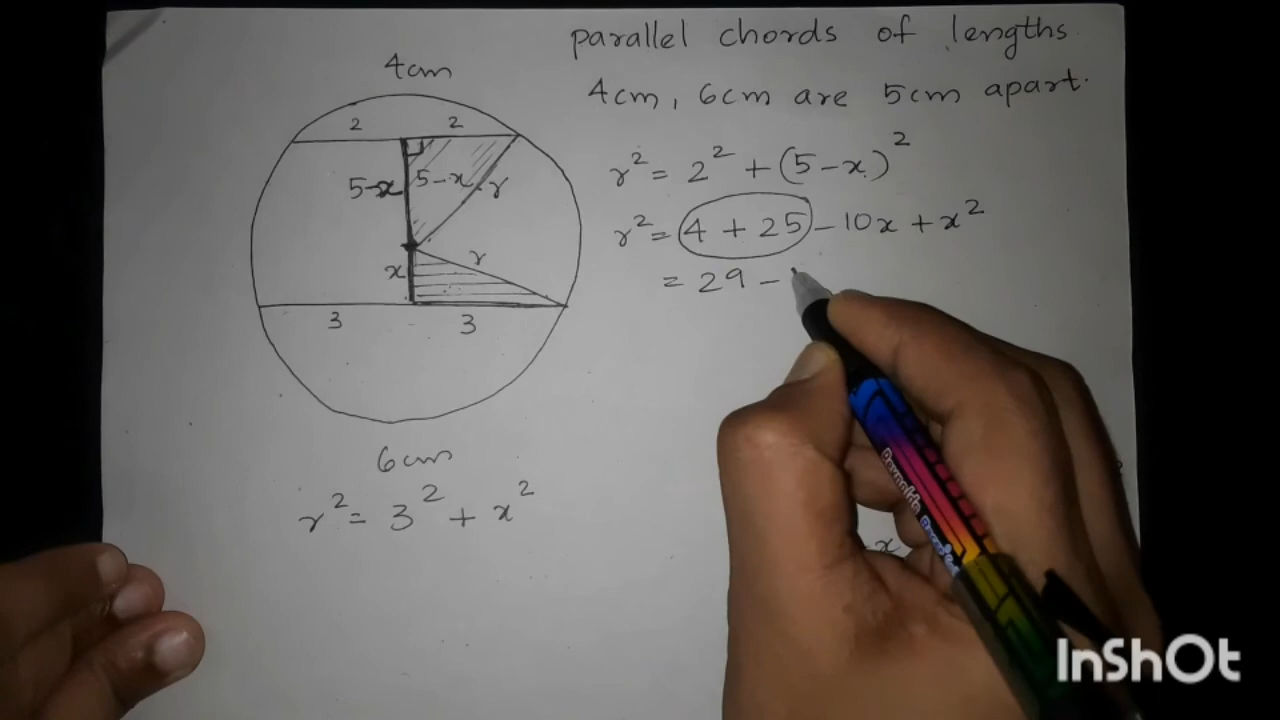 parallel chords of lengths
4cm, 6cm are 5cm apart.
4cm
2 2
5-x 5-x r
x r
3 3
6cm
r² = 3² + x²
r² = 2² + (5-x)²
r² = 4 + 25 - 10x + x²
= 29 -
x
Reynolds
InShOt